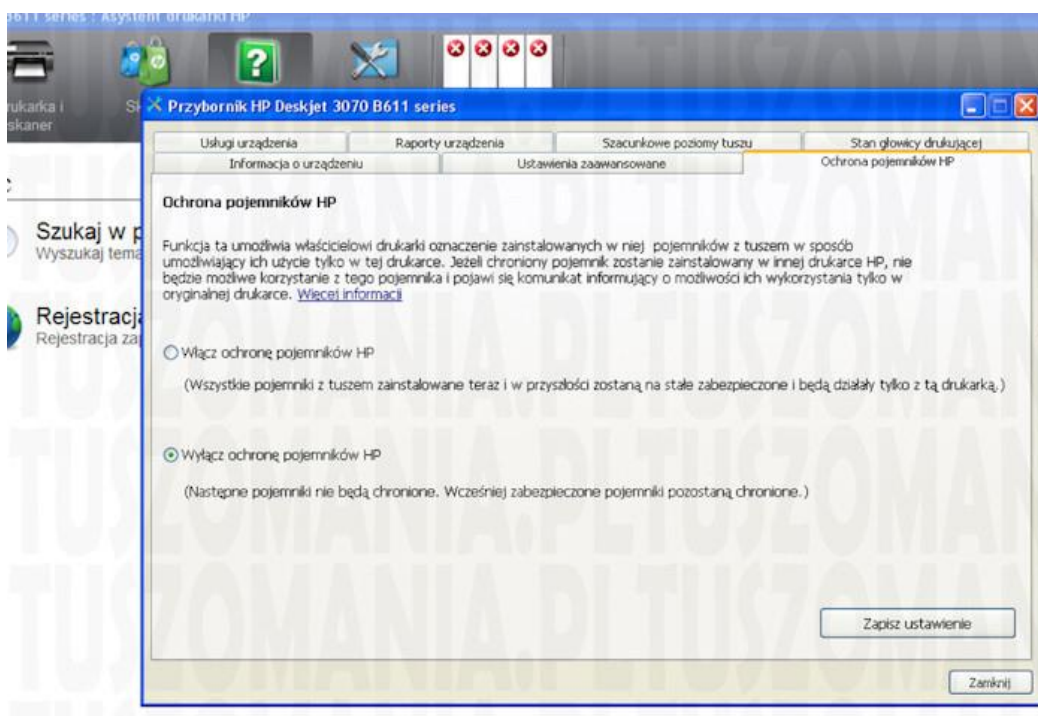 B611 series : Asystent drukarki HP
skaner
Przybornik HP Deskjet 3070 B611 series
Usługi urządzenia
Raporty urządzenia
Szacunkowe poziomy tuszu
Stan głowicy drukującej
Informacja o urządzeniu
Ustawienia zaawansowane
Ochrona pojemników HP
Ochrona pojemników HP
Szukaj w
Wyszukaj
Funkcja ta umożliwia właścicielowi drukarki oznaczenie zainstalowanych w niej pojemników z tuszem w sposób
umożliwiający ich użycie tylko w tej drukarce. Jeżeli chroniony pojemnik zostanie zainstalowany w innej drukarce HP, nie
będzie możliwe korzystanie z tego pojemnika i pojawi się komunikat informujący o możliwości ich wykorzystania tylko w
oryginalnej drukarce. Więcej informacji
Rejestracja
Rejestracja
Włącz ochronę pojemników HP
(Wszystkie pojemniki z tuszem zainstalowane teraz i w przyszłości zostaną na stałe zabezpieczone i będą działały tylko z tą drukarką.)
Wyłącz ochronę pojemników HP
(Następne pojemniki nie będą chronione. Wcześniej zabezpieczone pojemniki pozostaną chronione.)
Zapisz ustawienie
Zamknij
TUSZOMANIA.PL